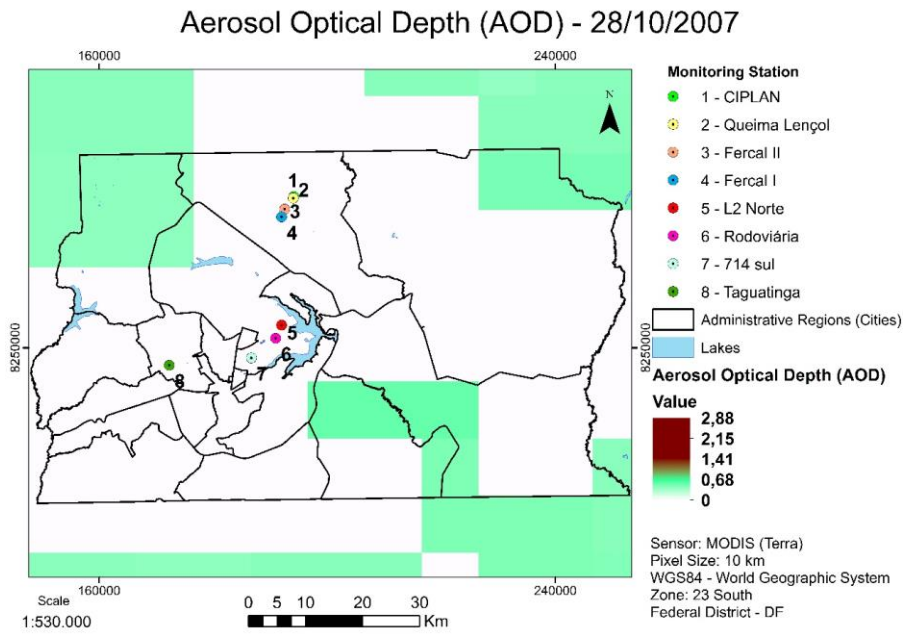 Aerosol Optical Depth (AOD) - 28/10/2007
160000
240000
8250000
8250000
160000
240000
N
1
2
3
4
5
6
7
8
Monitoring Station
1 - CIPLAN
2 - Queima Lençol
3 - Fercal II
4 - Fercal I
5 - L2 Norte
6 - Rodoviária
7 - 714 sul
8 - Taguatinga
Administrative Regions (Cities)
Lakes
Aerosol Optical Depth (AOD)
Value
2,88
2,15
1,41
0,68
0
Sensor: MODIS (Terra)
Pixel Size: 10 km
WGS84 - World Geographic System
Zone: 23 South
Federal District - DF
Scale
1:530.000
0 5 10 20 30
Km